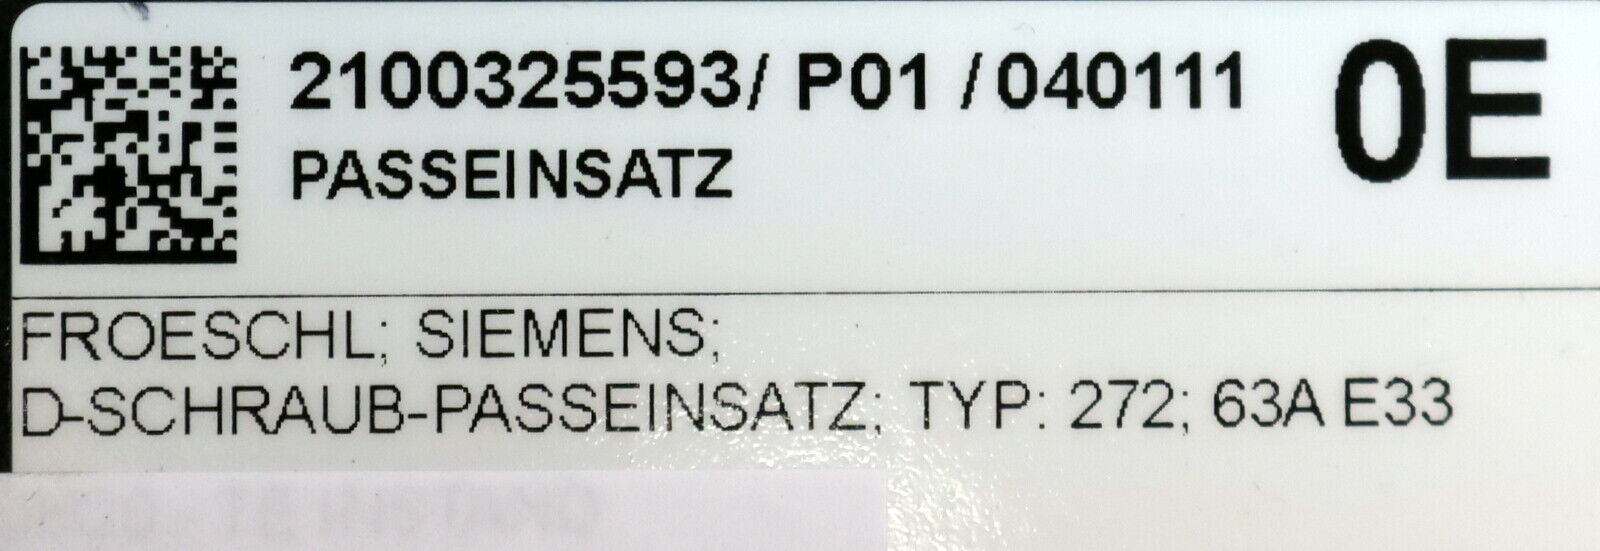 2100325593/ P01 /040111 0E
PASSEINSATZ
FROESCHL; SIEMENS;
D-SCHRAUB-PASSEINSATZ; TYP: 272; 63A E33